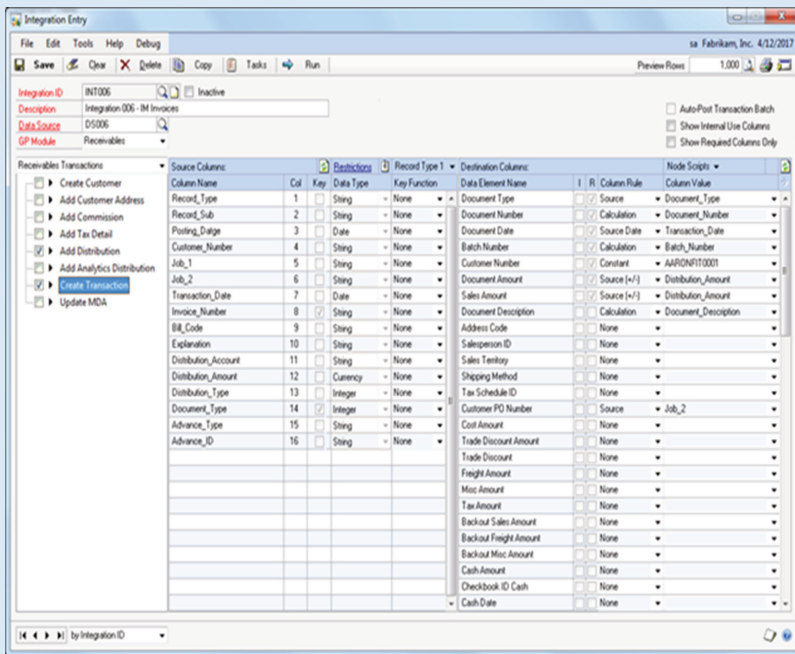 Integration Entry
File Edit Tools Help Debug
sa Fabrikam, Inc. 4/12/2017
Save Clear Delete Copy Tasks Run
Preview Rows 1,000
Integration ID INT006 Inactive
Description Integration 006 - IM Invoices
Data Source DS006
GP Module Receivables
Auto-Post Transaction Batch
Show Internal Use Columns
Show Required Columns Only
Receivables Transactions
Create Customer
Add Customer Address
Add Commission
Add Tax Detail
Add Distribution
Add Analytics Distribution
Create Transaction
Update MDA
Source Columns: Restrictions Record Type 1
Column Name Col Key Data Type Key Function
Record_Type 1 String None
Record_Sub 2 String None
Posting_Datge 3 Date None
Customer_Number 4 String None
Job_1 5 String None
Job_2 6 String None
Transaction_Date 7 Date None
Invoice_Number 8 String None
Bill_Code 9 String None
Explanation 10 String None
Distribution_Account 11 String None
Distribution_Amount 12 Currency None
Distribution_Type 13 Integer None
Document_Type 14 Integer None
Advance_Type 15 String None
Advance_ID 16 String None
Destination Columns: Node Scripts
Data Element Name I R Column Rule Column Value
Document Type Source Document_Type
Document Number Calculation Document_Number
Document Date Source Date Transaction_Date
Batch Number Calculation Batch_Number
Customer Number Constant AARONFIT0001
Document Amount Source (+/-) Distribution_Amount
Sales Amount Source (+/-) Distribution_Amount
Document Description Calculation Document_Description
Address Code None
Salesperson ID None
Sales Territory None
Shipping Method None
Tax Schedule ID None
Customer PO Number Source Job_2
Cost Amount None
Trade Discount Amount None
Trade Discount None
Freight Amount None
Misc Amount None
Tax Amount None
Backout Sales Amount None
Backout Freight Amount None
Backout Misc Amount None
Cash Amount None
Checkbook ID Cash None
Cash Date None
by Integration ID